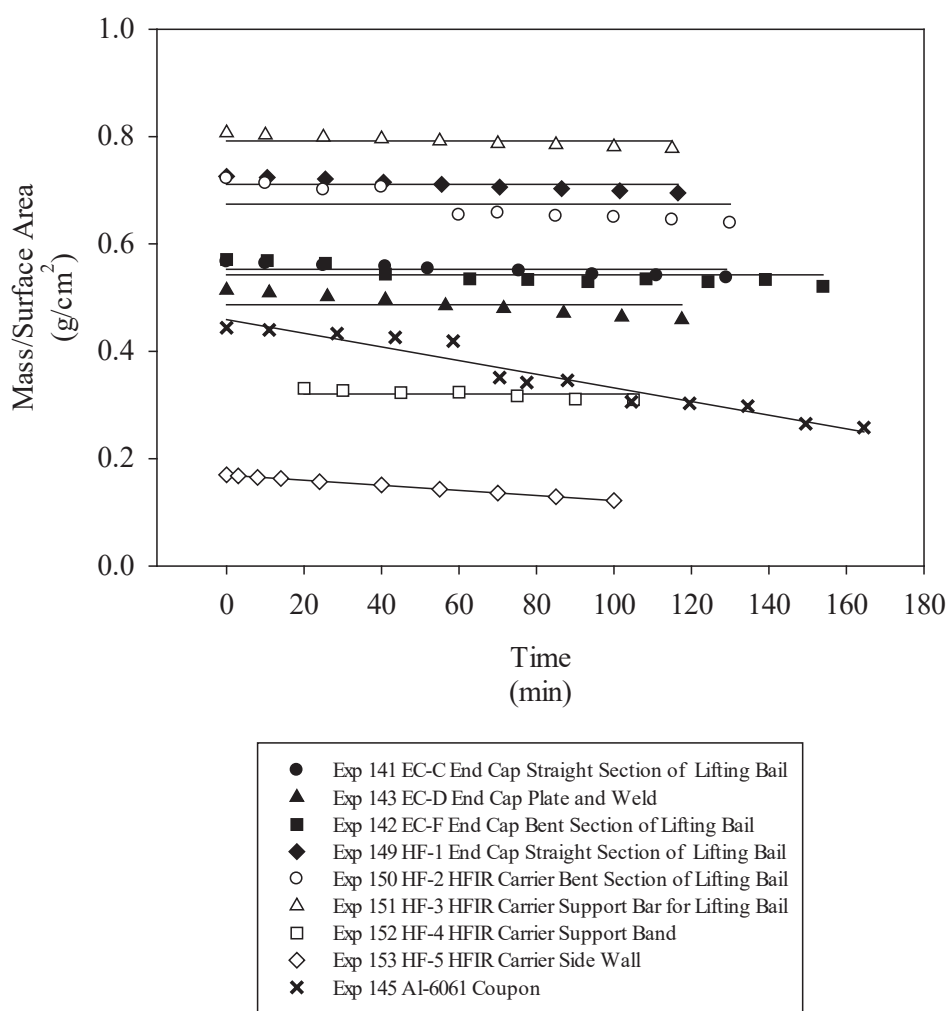 1.0
0.8
0.6
0.4
0.2
0.0
Mass/Surface Area
(g/cm²)
0 20 40 60 80 100 120 140 160 180
Time
(min)
Exp 141 EC-C End Cap Straight Section of Lifting Bail
Exp 143 EC-D End Cap Plate and Weld
Exp 142 EC-F End Cap Bent Section of Lifting Bail
Exp 149 HF-1 End Cap Straight Section of Lifting Bail
Exp 150 HF-2 HFIR Carrier Bent Section of Lifting Bail
Exp 151 HF-3 HFIR Carrier Support Bar for Lifting Bail
Exp 152 HF-4 HFIR Carrier Support Band
Exp 153 HF-5 HFIR Carrier Side Wall
Exp 145 Al-6061 Coupon